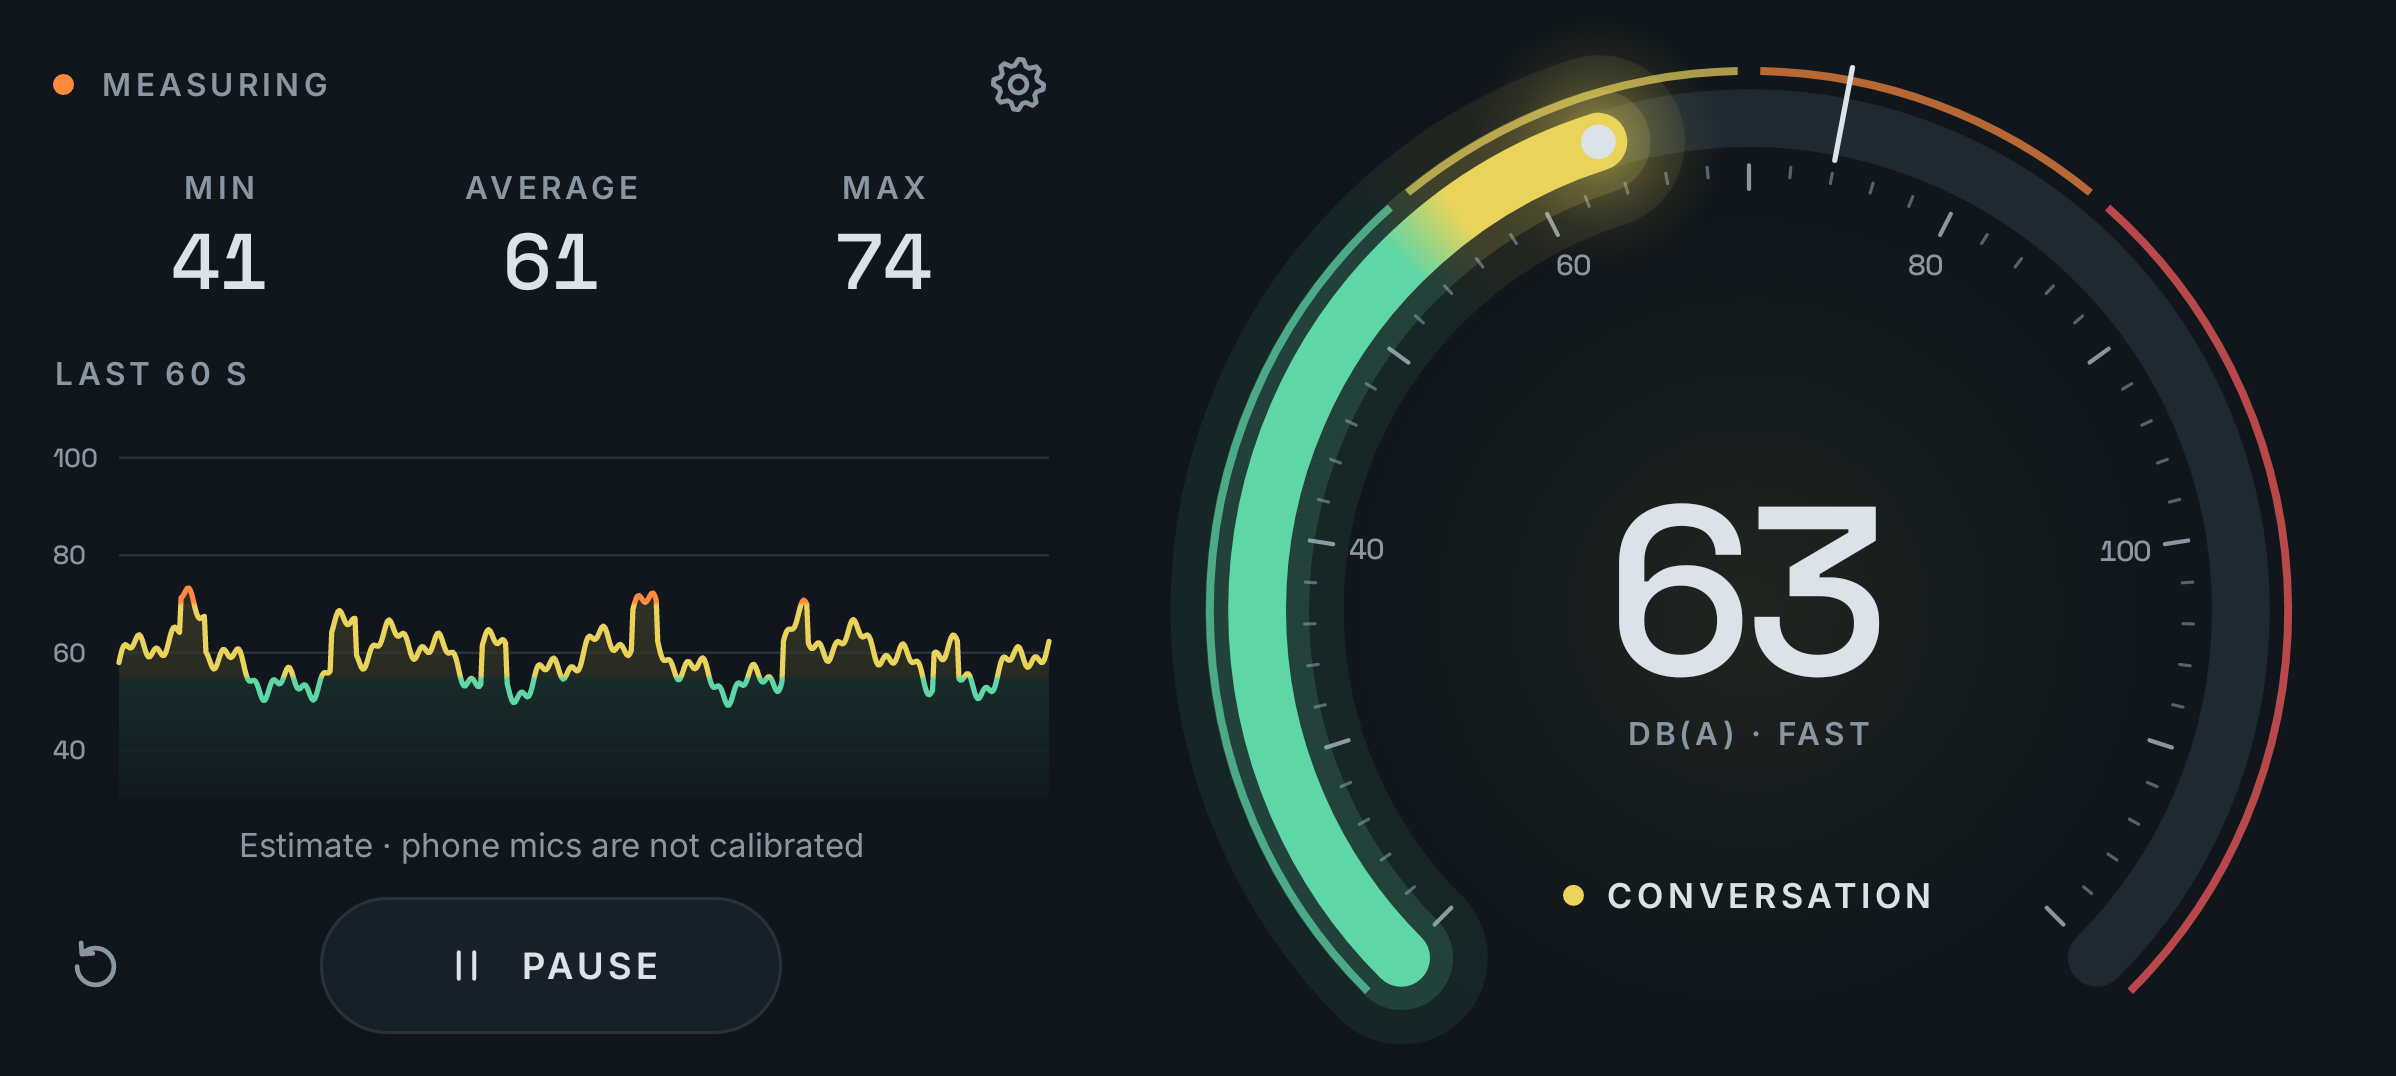 MEASURING
MIN
AVERAGE
MAX
41
61
74
LAST 60 S
100
80
60
40
Estimate · phone mics are not calibrated
PAUSE
60
80
40
100
63
DB(A) · FAST
CONVERSATION